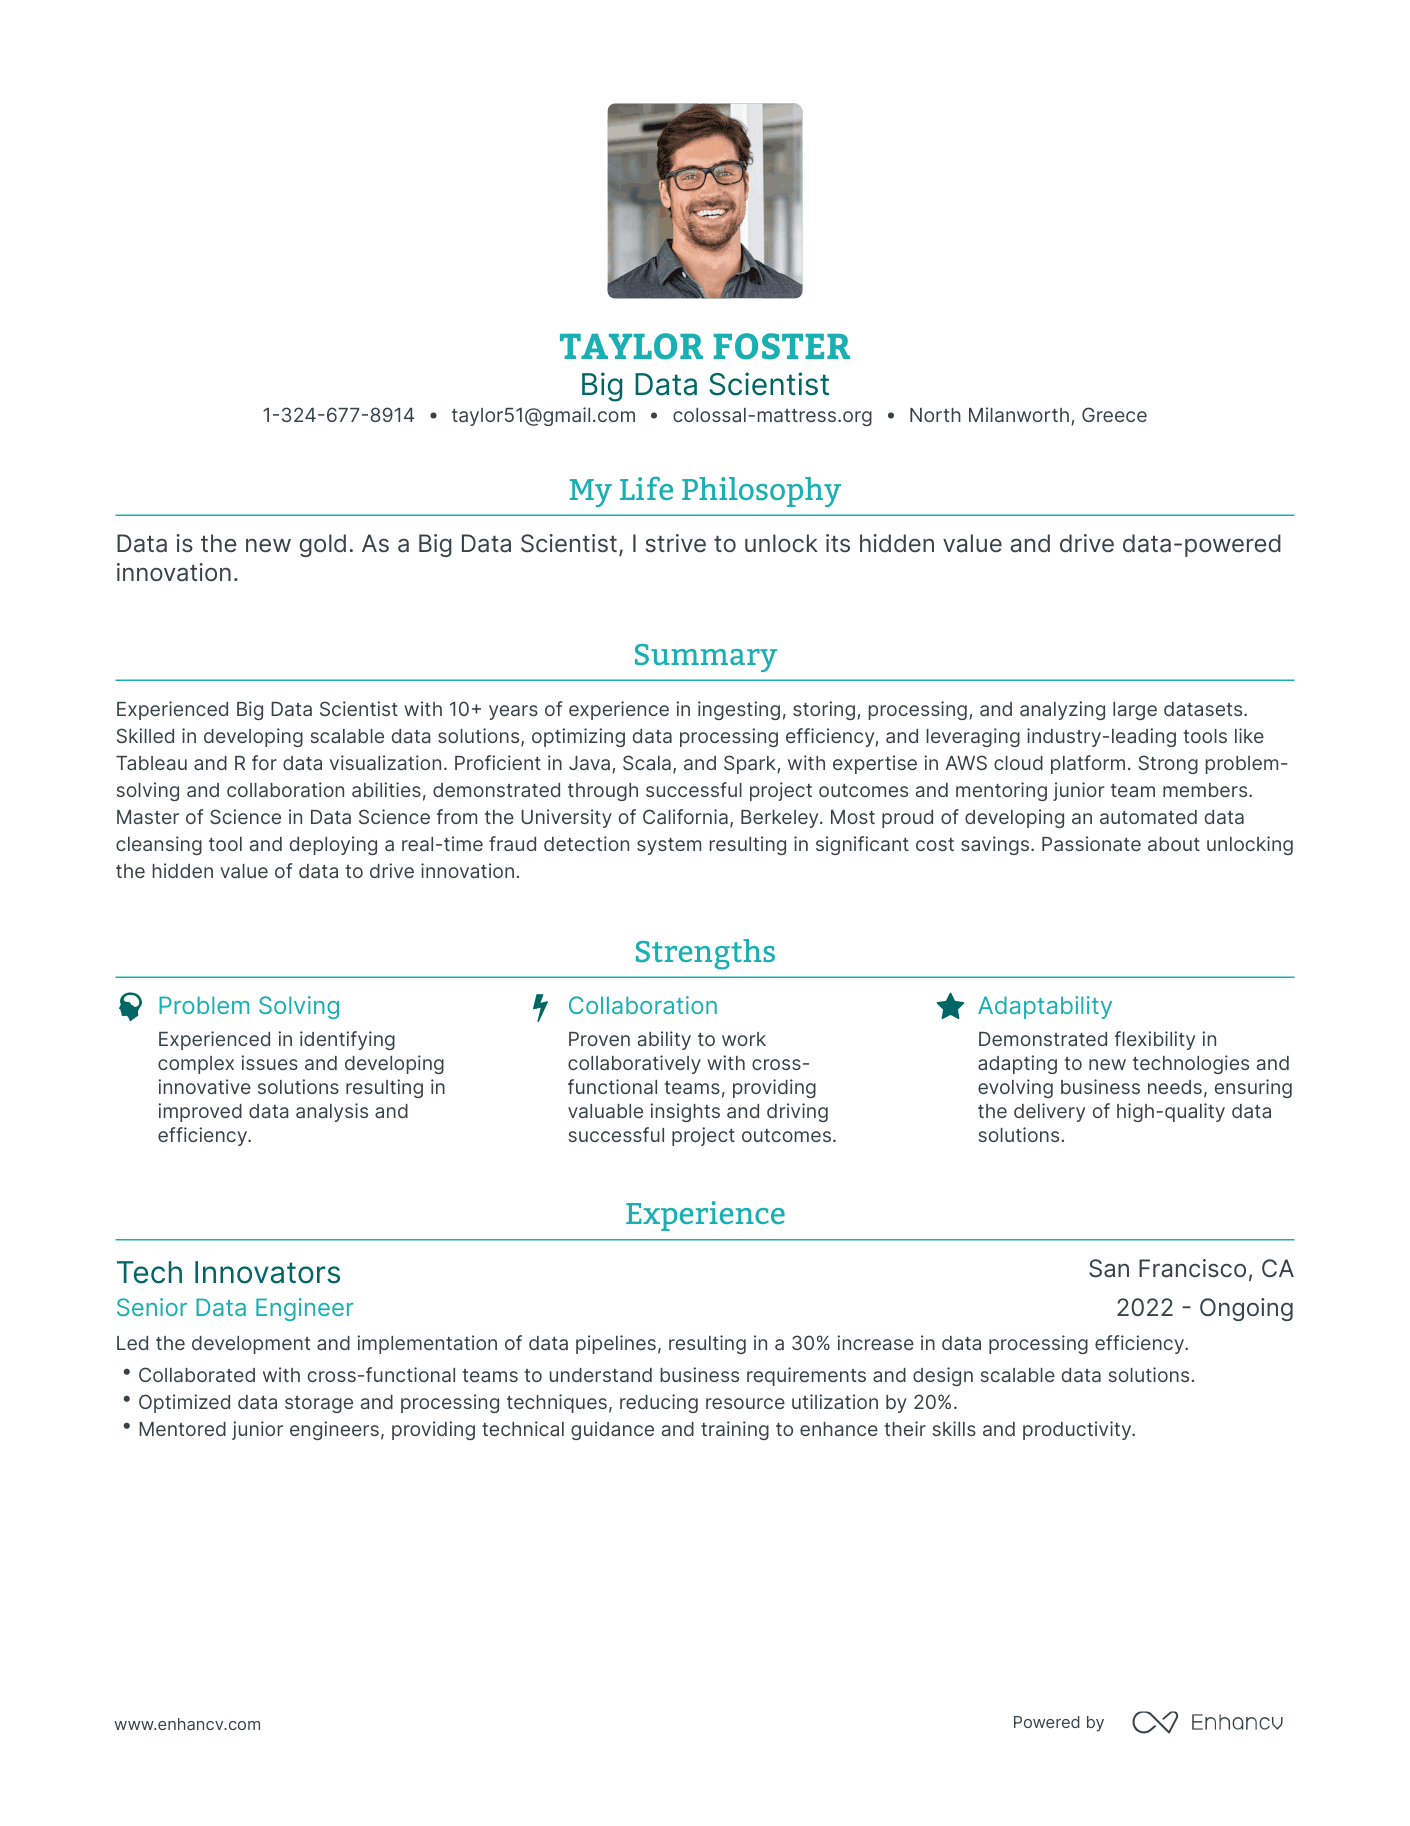 TAYLOR FOSTER
Big Data Scientist
1-324-677-8914 • taylor51@gmail.com • colossal-mattress.org • North Milanworth, Greece
My Life Philosophy
Data is the new gold. As a Big Data Scientist, I strive to unlock its hidden value and drive data-powered
innovation.
Summary
Experienced Big Data Scientist with 10+ years of experience in ingesting, storing, processing, and analyzing large datasets.
Skilled in developing scalable data solutions, optimizing data processing efficiency, and leveraging industry-leading tools like
Tableau and R for data visualization. Proficient in Java, Scala, and Spark, with expertise in AWS cloud platform. Strong problem-
solving and collaboration abilities, demonstrated through successful project outcomes and mentoring junior team members.
Master of Science in Data Science from the University of California, Berkeley. Most proud of developing an automated data
cleansing tool and deploying a real-time fraud detection system resulting in significant cost savings. Passionate about unlocking
the hidden value of data to drive innovation.
Strengths
Problem Solving
Experienced in identifying
complex issues and developing
innovative solutions resulting in
improved data analysis and
efficiency.
Collaboration
Proven ability to work
collaboratively with cross-
functional teams, providing
valuable insights and driving
successful project outcomes.
Adaptability
Demonstrated flexibility in
adapting to new technologies and
evolving business needs, ensuring
the delivery of high-quality data
solutions.
Experience
Tech Innovators San Francisco, CA
Senior Data Engineer 2022 - Ongoing
Led the development and implementation of data pipelines, resulting in a 30% increase in data processing efficiency.
• Collaborated with cross-functional teams to understand business requirements and design scalable data solutions.
• Optimized data storage and processing techniques, reducing resource utilization by 20%.
• Mentored junior engineers, providing technical guidance and training to enhance their skills and productivity.
www.enhancv.com Powered by Enhancv